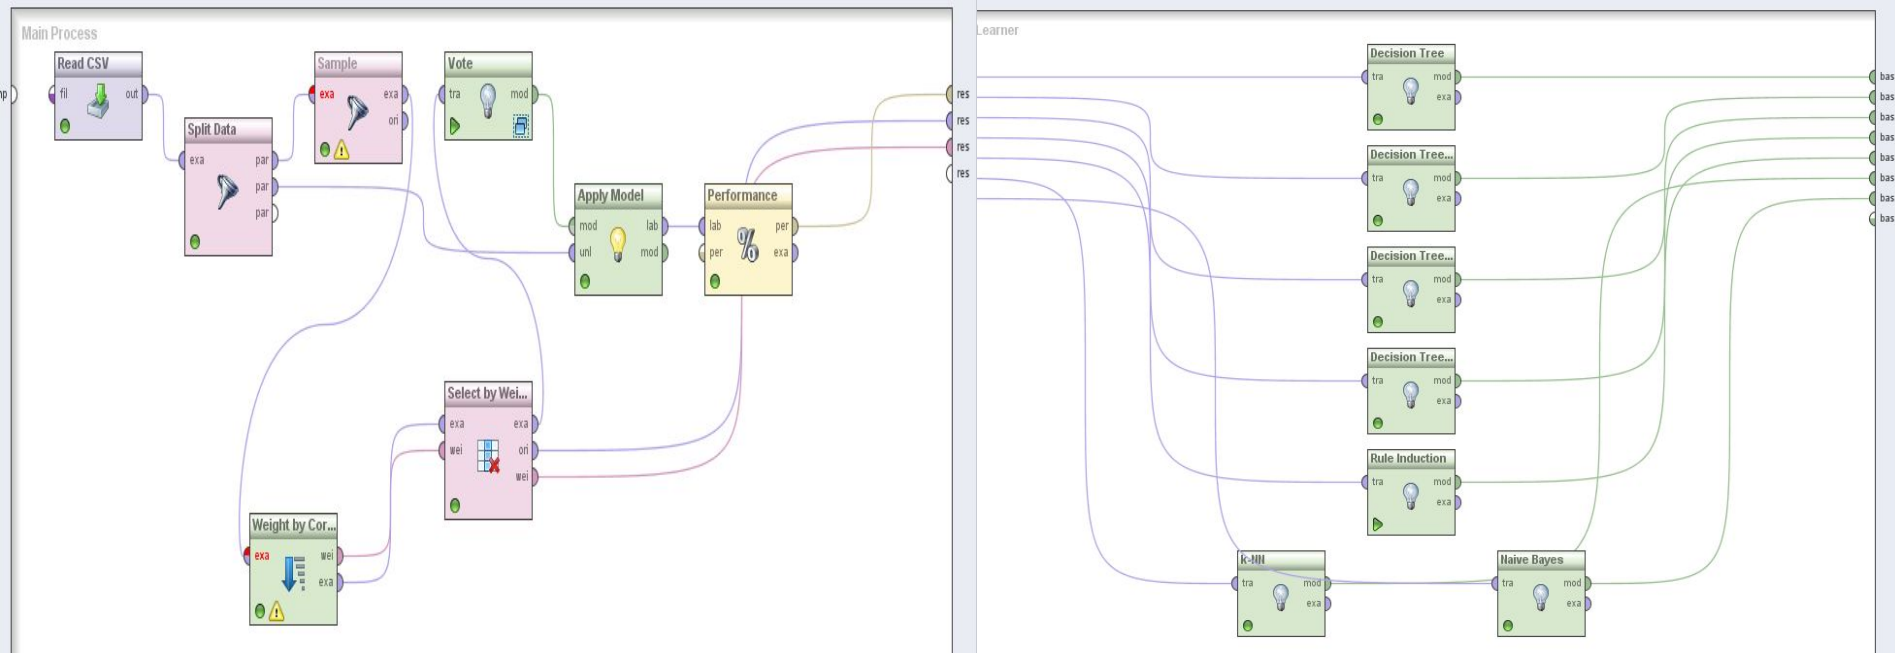 Main Process
Read CSV
fil
out
Split Data
exa
par
par
par
Sample
exa
exa
ori
Vote
tra
mod
Apply Model
mod
lab
unl
mod
Performance
lab
per
per
exa
res
res
res
res
Select by Wei...
exa
exa
wei
ori
wei
Weight by Cor...
exa
wei
exa
Learner
Decision Tree
tra
mod
exa
Decision Tree...
tra
mod
exa
Decision Tree...
tra
mod
exa
Decision Tree...
tra
mod
exa
Rule Induction
tra
mod
exa
k-NN
tra
mod
exa
Naive Bayes
tra
mod
exa
bas
bas
bas
bas
bas
bas
bas
bas